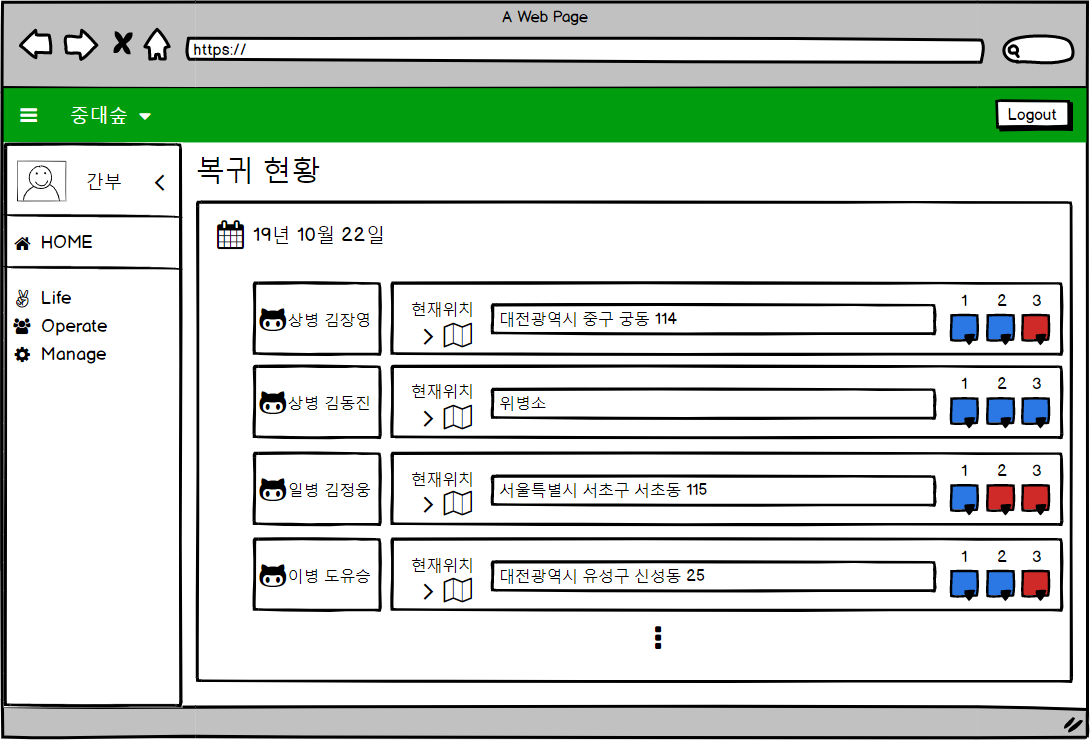 A Web Page
https://
중대숲
Logout
간부
HOME
Life
Operate
Manage
복귀 현황
19년 10월 22일
상병 김장영
현재위치
대전광역시 중구 궁동 114
1 2 3
상병 김동진
현재위치
위병소
1 2 3
일병 김정웅
현재위치
서울특별시 서초구 서초동 115
1 2 3
이병 도유승
현재위치
대전광역시 유성구 신성동 25
1 2 3